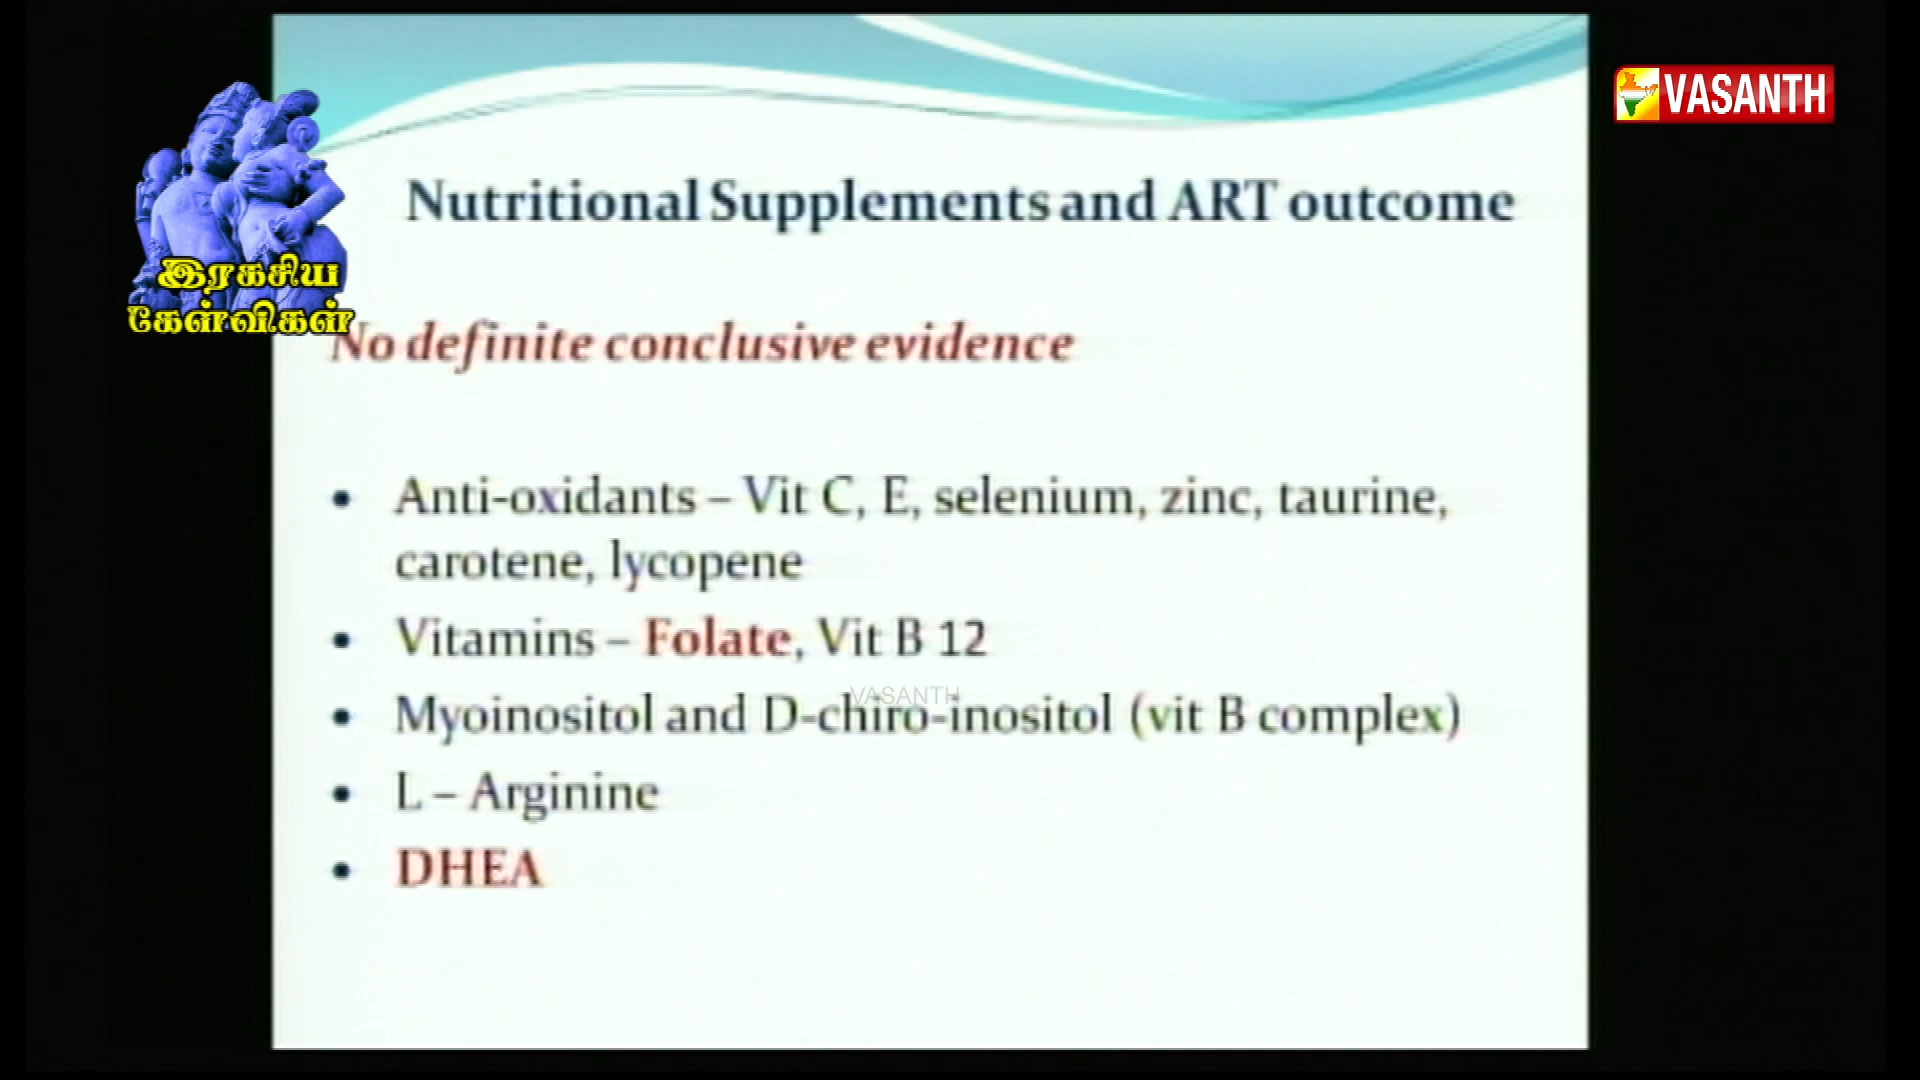 VASANTH
இரகசிய
கேள்விகள்
Nutritional Supplements and ART outcome
No definite conclusive evidence
• Anti-oxidants – Vit C, E, selenium, zinc, taurine,
carotene, lycopene
• Vitamins – Folate, Vit B 12
VASANTH
• Myoinositol and D-chiro-inositol (vit B complex)
• L – Arginine
• DHEA